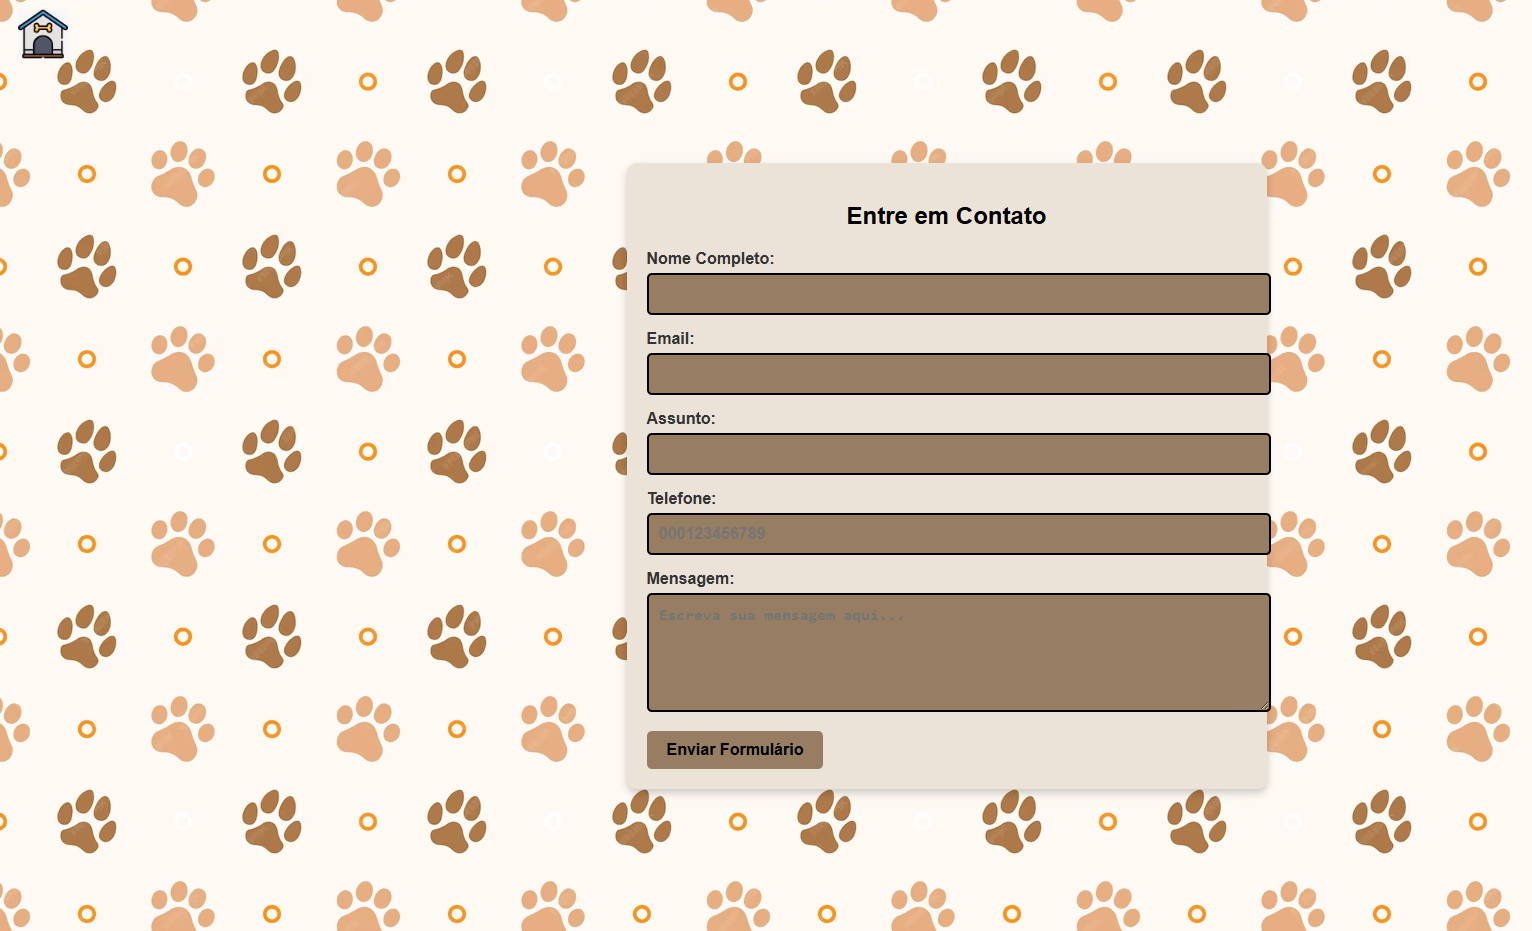 Entre em Contato
Nome Completo:
Email:
Assunto:
Telefone:
000123456789
Mensagem:
Escreva sua mensagem aqui...
Enviar Formulário